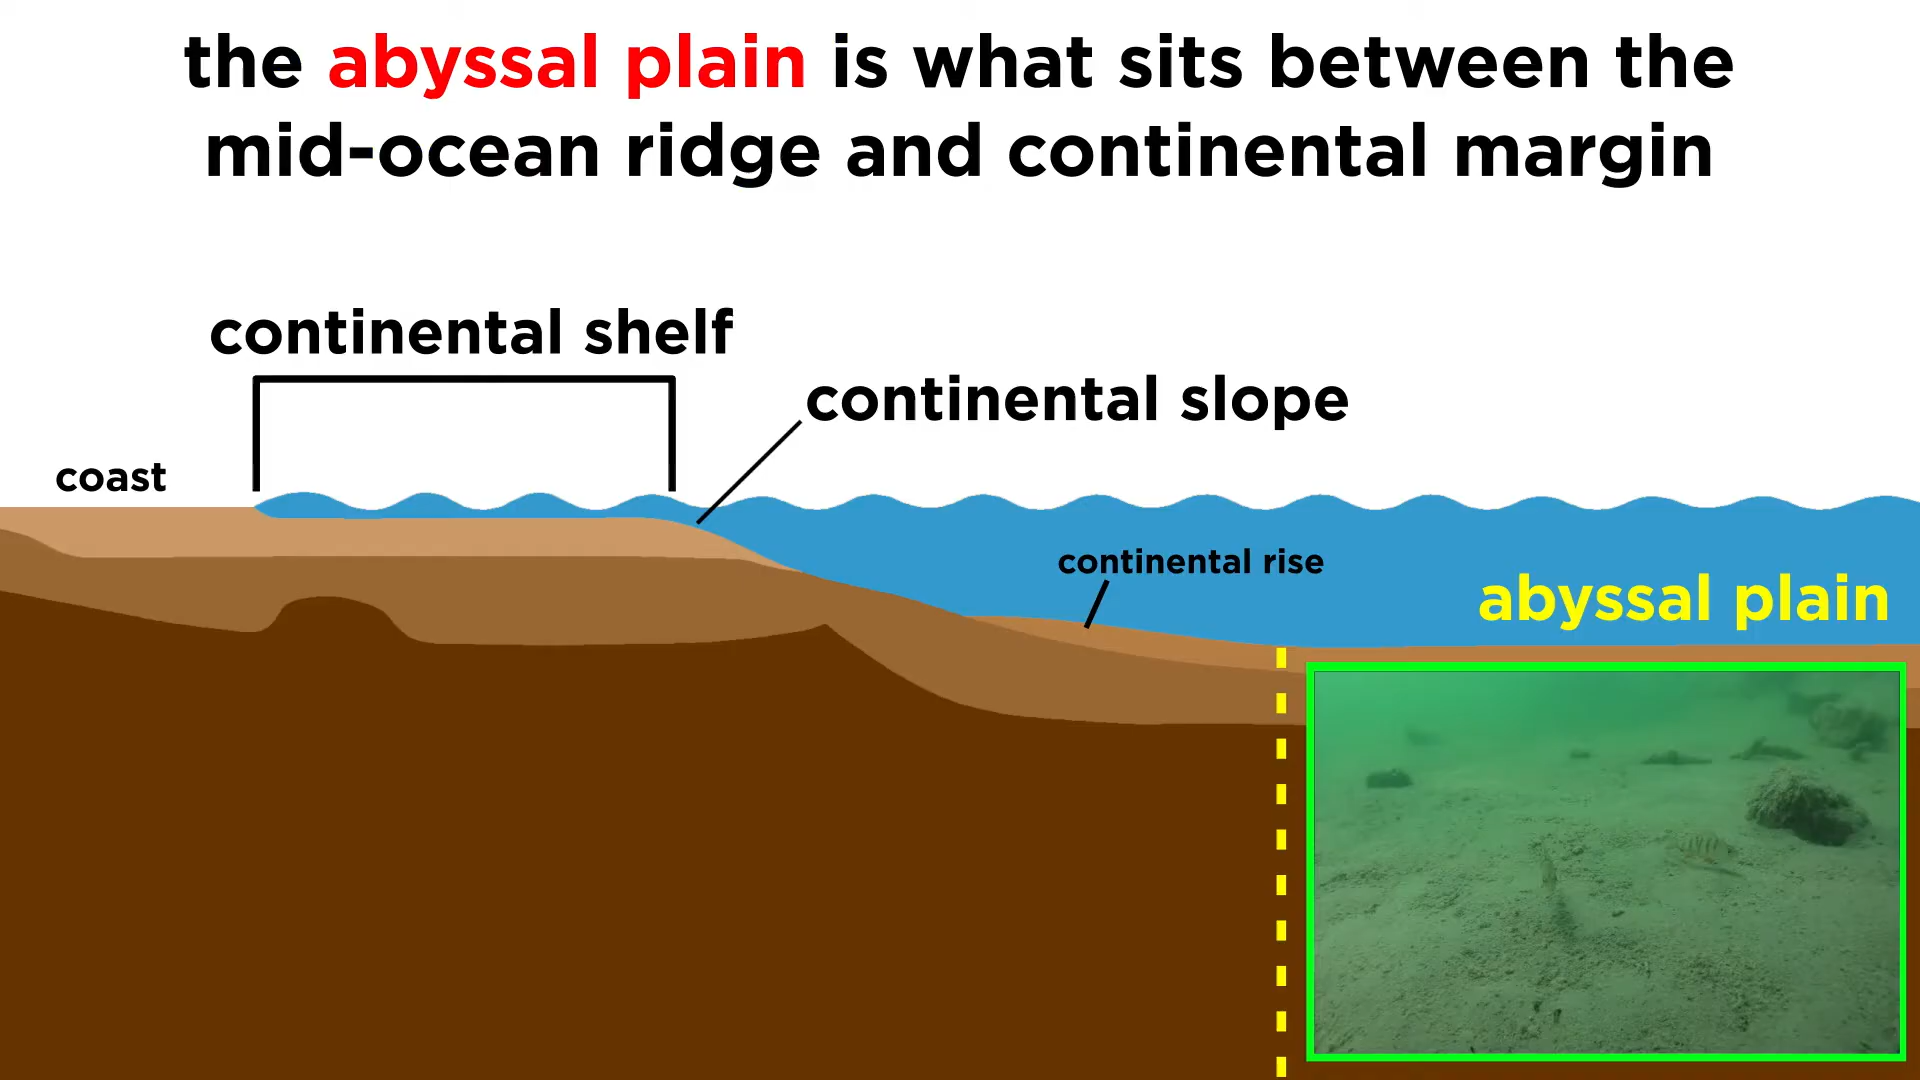 the abyssal plain is what sits between the
mid-ocean ridge and continental margin
continental shelf
continental slope
coast
continental rise
abyssal plain